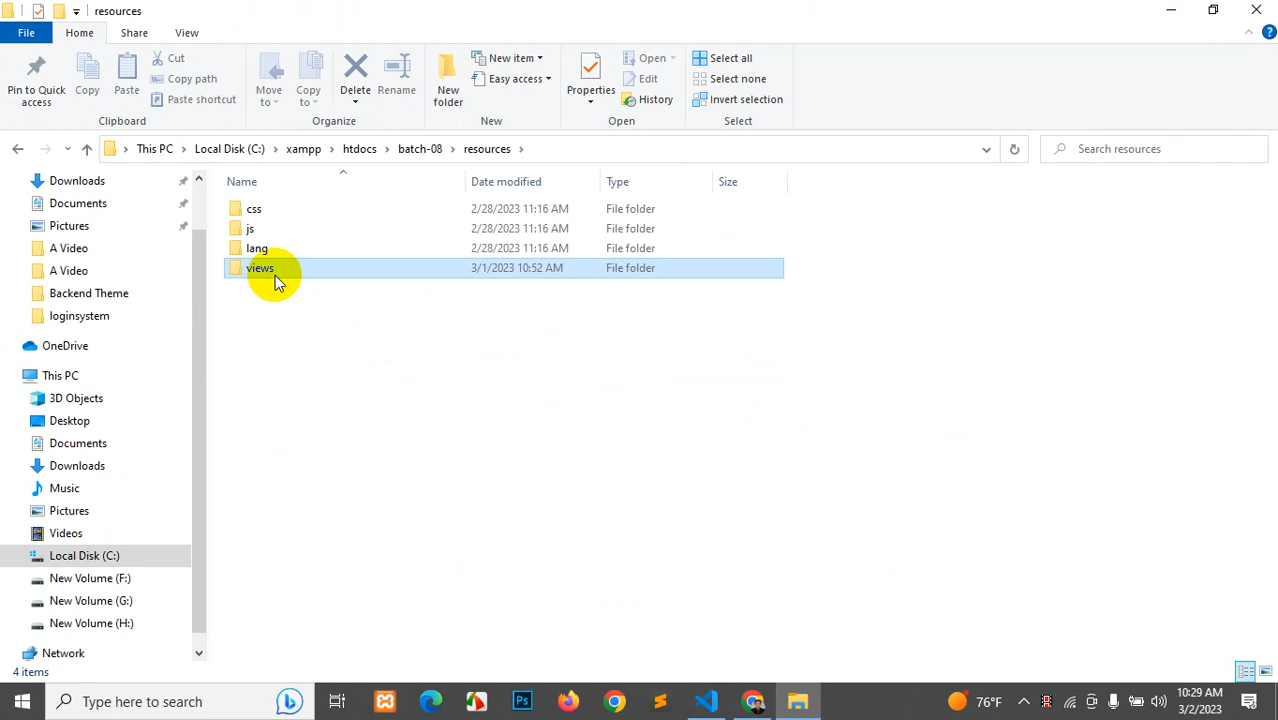 resources
File Home Share View
Pin to Quick access
Copy
Paste
Cut
Copy path
Paste shortcut
Clipboard
Move to
Copy to
Delete
Rename
Organize
New folder
New item
Easy access
New
Properties
Open
Edit
History
Open
Select all
Select none
Invert selection
Select
This PC > Local Disk (C:) > xampp > htdocs > batch-08 > resources >
Search resources
Name Date modified Type Size
css 2/28/2023 11:16 AM File folder
js 2/28/2023 11:16 AM File folder
lang 2/28/2023 11:16 AM File folder
views 3/1/2023 10:52 AM File folder
Downloads
Documents
Pictures
A Video
A Video
Backend Theme
loginsystem
OneDrive
This PC
3D Objects
Desktop
Documents
Downloads
Music
Pictures
Videos
Local Disk (C:)
New Volume (F:)
New Volume (G:)
New Volume (H:)
Network
4 items
Type here to search
Ps
76°F
10:29 AM
3/2/2023